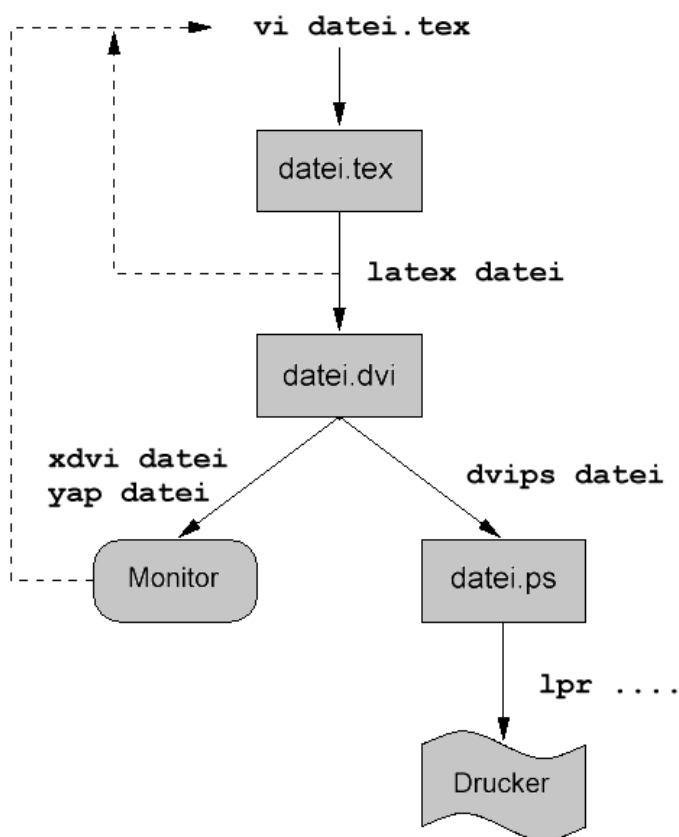 vi datei.tex
datei.tex
latex datei
datei.dvi
xdvi datei
yap datei
dvips datei
Monitor
datei.ps
lpr ....
Drucker